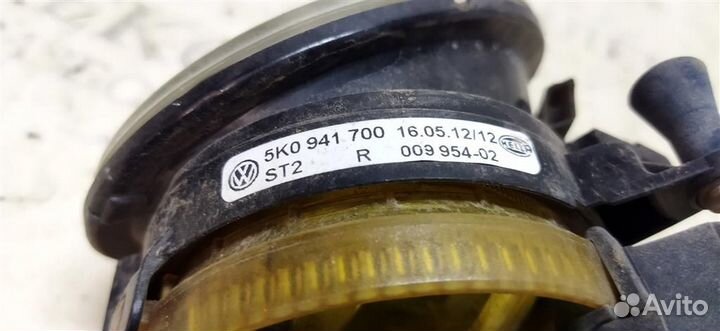 5K0 941 700 16.05.12/12 HELLA
ST2 R 009 954-02
Avito